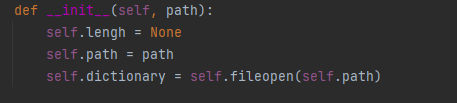 def __init__(self, path):
    self.lengh = None
    self.path = path
    self.dictionary = self.fileopen(self.path)